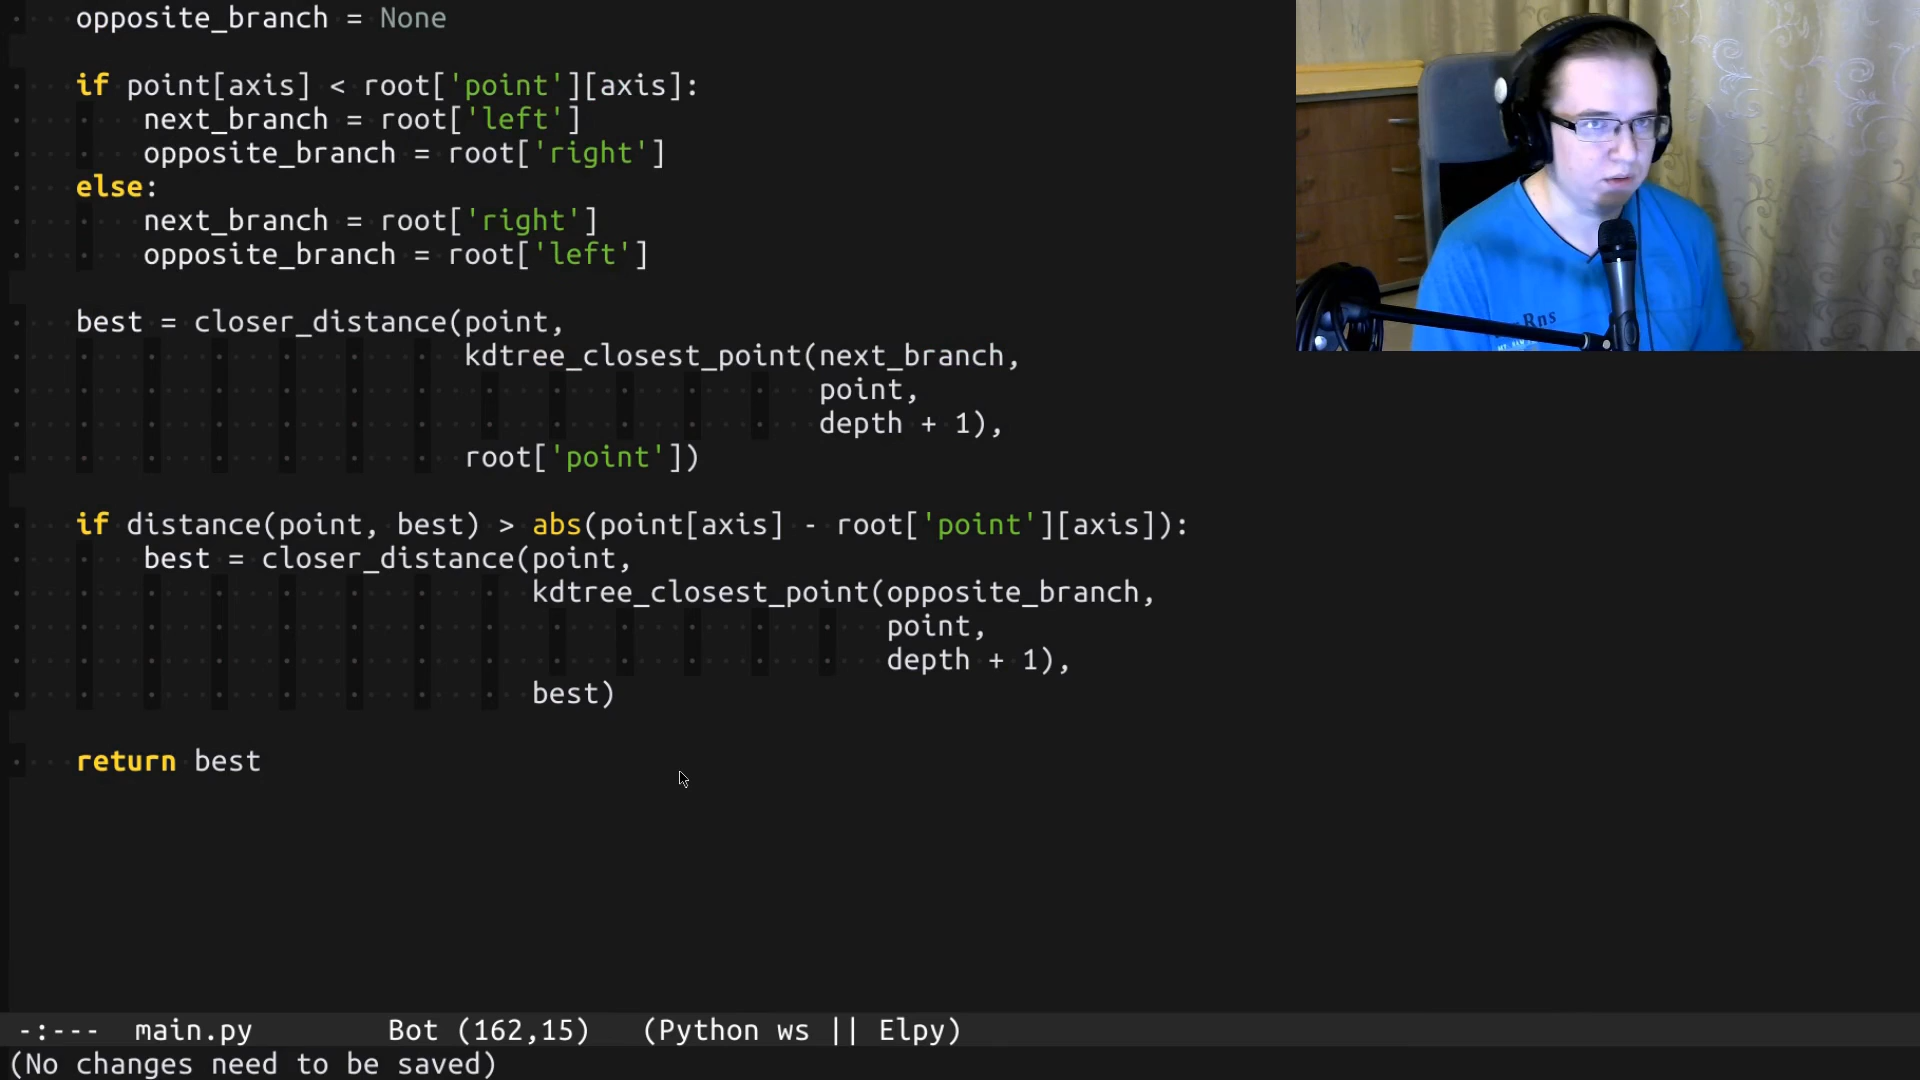 opposite_branch = None
if point[axis] < root['point'][axis]:
next_branch = root['left']
opposite_branch = root['right']
else:
next_branch = root['right']
opposite_branch = root['left']
best = closer_distance(point,
kdtree_closest_point(next_branch,
point,
depth + 1),
root['point'])
if distance(point, best) > abs(point[axis] - root['point'][axis]):
best = closer_distance(point,
kdtree_closest_point(opposite_branch,
point,
depth + 1),
best)
return best
-:--- main.py Bot (162,15) (Python ws || Elpy)
(No changes need to be saved)